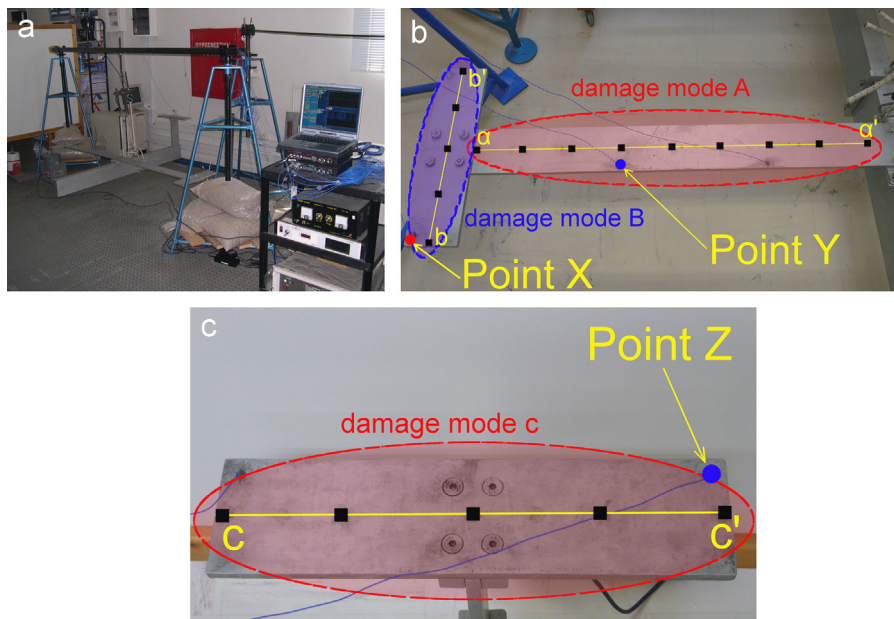 a
b
damage mode A
b'
α
α'
damage mode B
b
Point X
Point Y
c
Point Z
damage mode c
c
c'